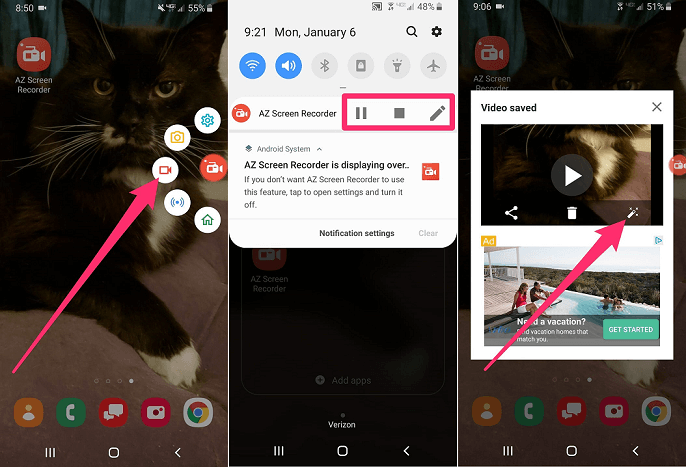 8:50
55%
AZ Screen
Recorder
9:21 Mon, January 6
48%
AZ Screen Recorder
Android System
AZ Screen Recorder is displaying over..
If you don't want AZ Screen Recorder to use
this feature, tap to open settings and turn it
off.
Notification settings
Clear
AZ Screen
Recorder
Add apps
Verizon
9:06
51%
Video saved
Ad
Need a vacation?
Find vacation homes that
match you.
GET STARTED